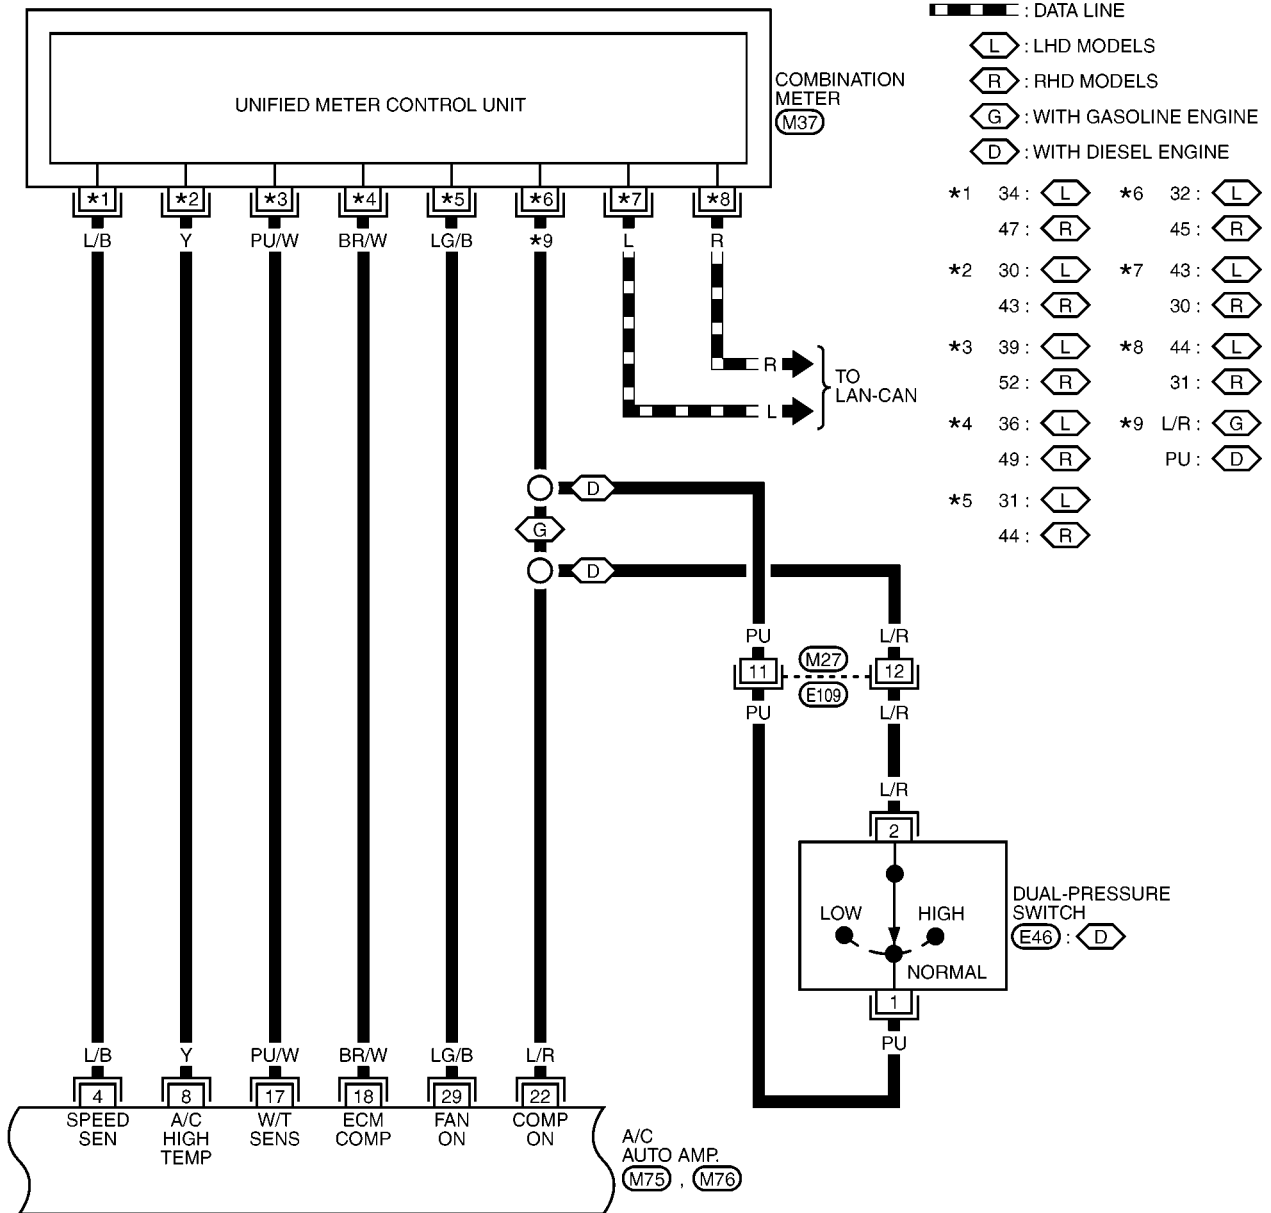 UNIFIED METER CONTROL UNIT
COMBINATION
METER
M37
: DATA LINE
L : LHD MODELS
R : RHD MODELS
G : WITH GASOLINE ENGINE
D : WITH DIESEL ENGINE
*1 *2 *3 *4 *5 *6 *7 *8
L/B Y PU/W BR/W LG/B *9 L R
*1 34 : L *6 32 : L
47 : R 45 : R
*2 30 : L *7 43 : L
43 : R 30 : R
*3 39 : L *8 44 : L
52 : R 31 : R
*4 36 : L *9 L/R : G
49 : R PU : D
*5 31 : L
44 : R
R
L
TO
LAN-CAN
D
G
D
PU L/R
11 M27 12
E109
PU L/R
L/R
2
LOW HIGH
NORMAL
DUAL-PRESSURE
SWITCH
E46 : D
1
PU
L/B Y PU/W BR/W LG/B L/R
4 8 17 18 29 22
SPEED
SEN
A/C
HIGH
TEMP
W/T
SENS
ECM
COMP
FAN
ON
COMP
ON
A/C
AUTO AMP.
M75 , M76